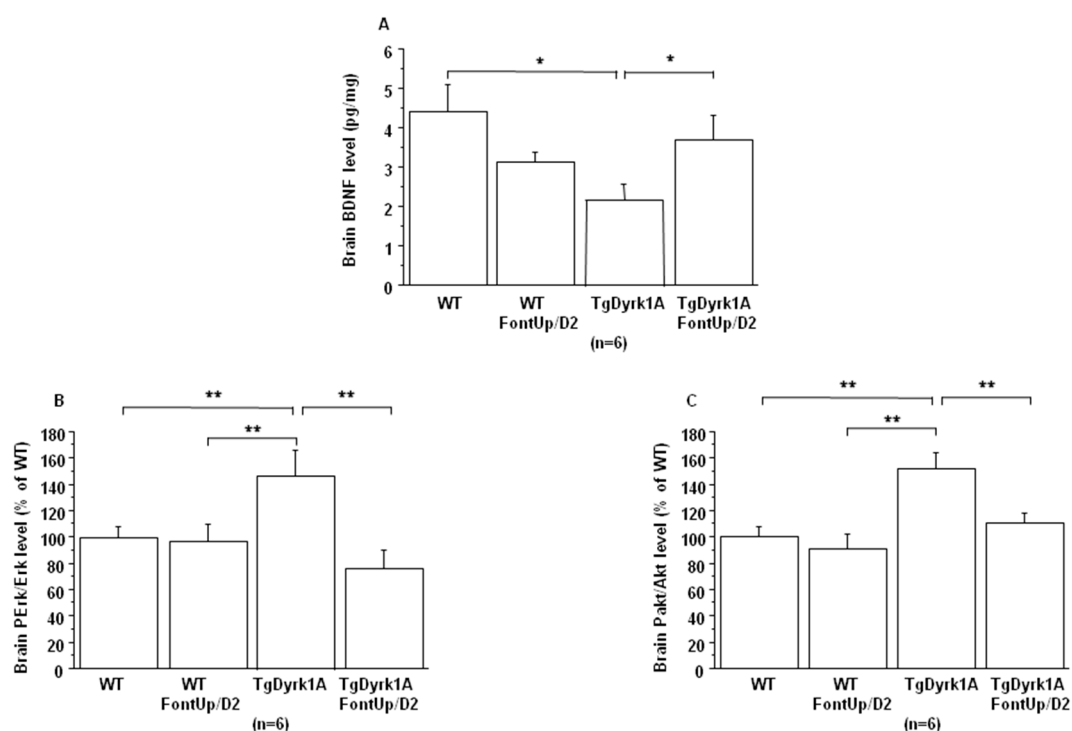 A
Brain BDNF level (pg/mg)
6
5
4
3
2
1
0
*
*
WT
WT
FontUp/D2
TgDyrk1A
TgDyrk1A
FontUp/D2
(n=6)
B
Brain PErk/Erk level (% of WT)
180
160
140
120
100
80
60
40
20
0
**
**
**
WT
WT
FontUp/D2
TgDyrk1A
TgDyrk1A
FontUp/D2
(n=6)
C
Brain Pakt/Akt level (% of WT)
180
160
140
120
100
80
60
40
20
0
**
**
**
WT
WT
FontUp/D2
TgDyrk1A
TgDyrk1A
FontUp/D2
(n=6)